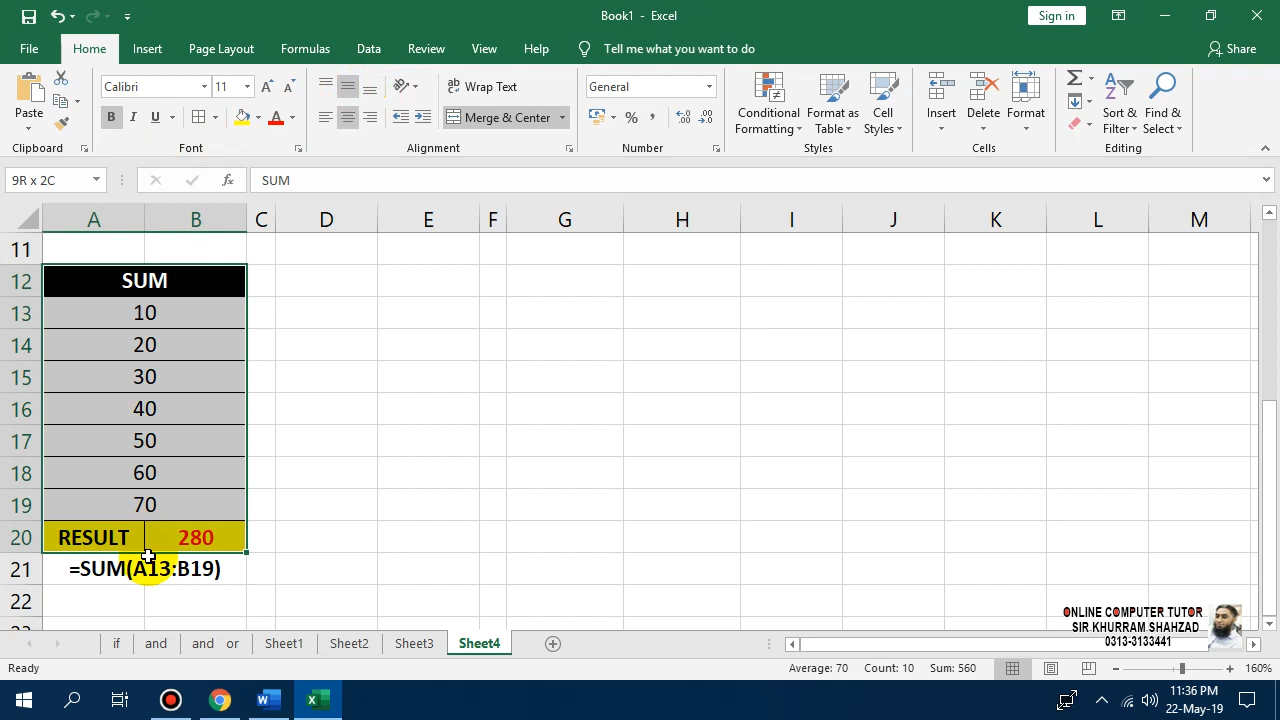 Book1 - Excel
Sign in
File Home Insert Page Layout Formulas Data Review View Help Tell me what you want to do Share
Calibri 11 Wrap Text General
Paste B I U A Merge & Center % , Conditional Formatting Format as Table Cell Styles Insert Delete Format Sort & Filter Find & Select
Clipboard Font Alignment Number Styles Cells Editing
9R x 2C fx SUM
A B C D E F G H I J K L M
11
12 SUM
13 10
14 20
15 30
16 40
17 50
18 60
19 70
20 RESULT 280
21 =SUM(A13:B19)
22
23
ONLINE COMPUTER TUTOR
SIR KHURRAM SHAHZAD
0313-3133441
if and and or Sheet1 Sheet2 Sheet3 Sheet4
Ready Average: 70 Count: 10 Sum: 560 160%
11:36 PM
22-May-19